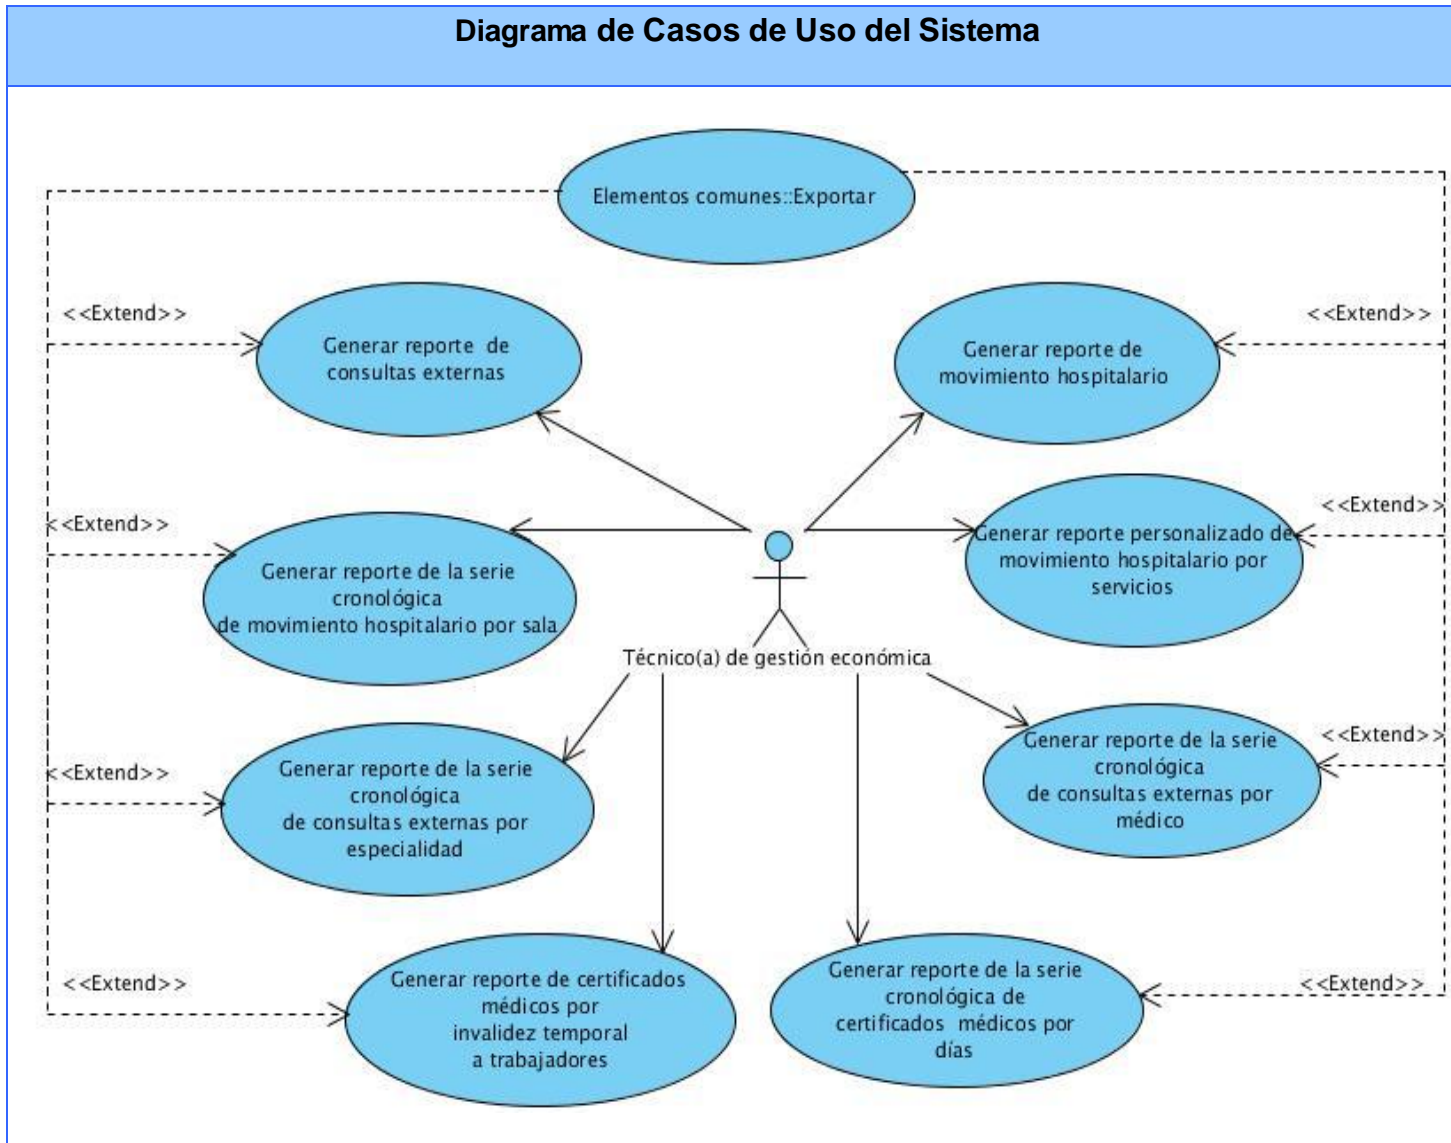 Diagrama de Casos de Uso del Sistema
Elementos comunes::Exportar
<<Extend>>
Generar reporte de
consultas externas
Generar reporte de
movimiento hospitalario
<<Extend>>
<<Extend>>
Generar reporte de la serie
cronológica
de movimiento hospitalario por sala
Generar reporte personalizado de
movimiento hospitalario por
servicios
<<Extend>>
Técnico(a) de gestión económica
<<Extend>>
Generar reporte de la serie
cronológica
de consultas externas por
especialidad
Generar reporte de la serie
cronológica
de consultas externas por
médico
<<Extend>>
<<Extend>>
Generar reporte de certificados
médicos por
invalidez temporal
a trabajadores
Generar reporte de la serie
cronológica de
certificados médicos por
días
<<Extend>>